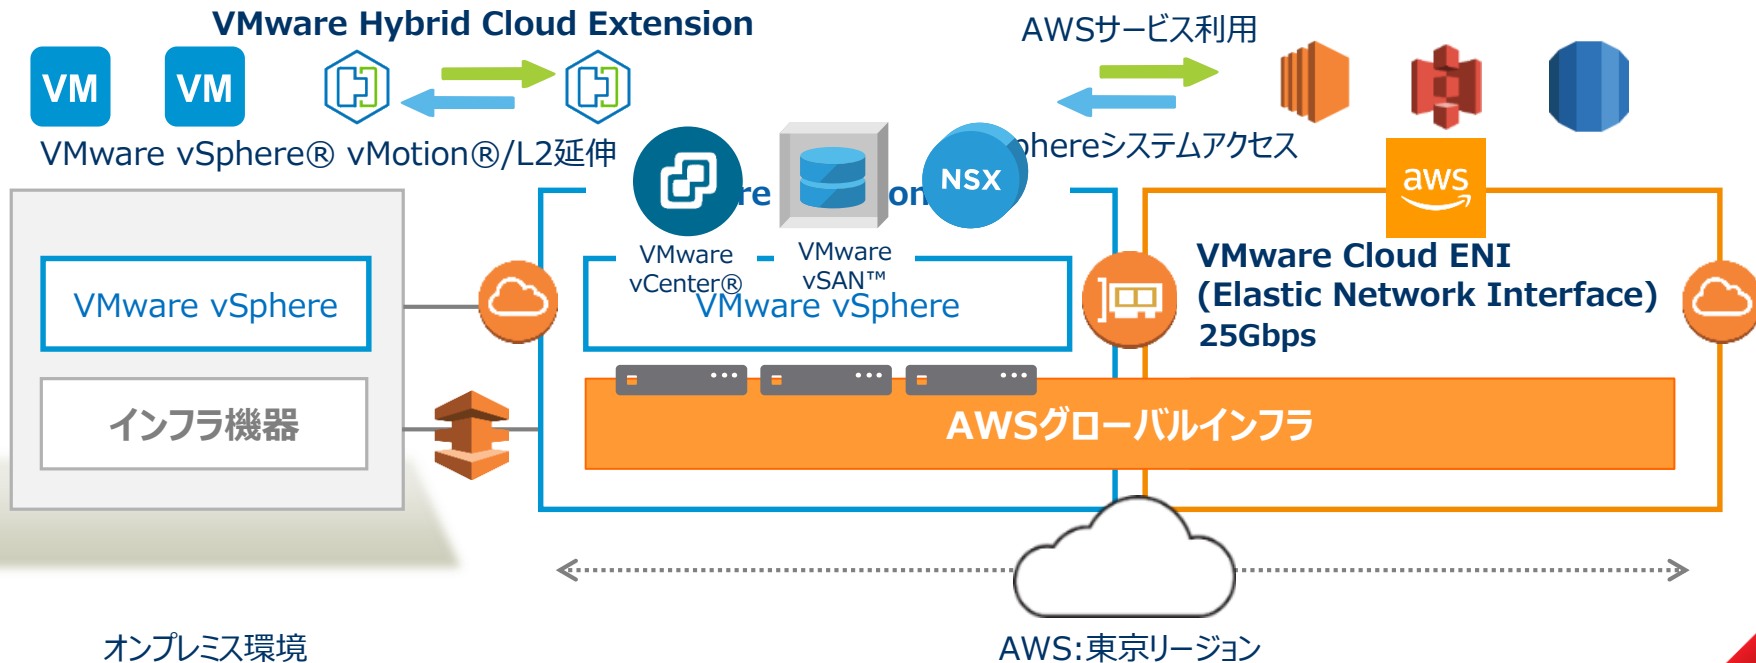 VMware Hybrid Cloud Extension
AWSサービス利用
VM
VM
VMware vSphere® vMotion®/L2延伸
phereシステムアクセス
NSX
aws
re
on
VMware
vCenter®
VMware
vSAN™
VMware Cloud ENI
(Elastic Network Interface)
25Gbps
VMware vSphere
VMware vSphere
インフラ機器
AWSグローバルインフラ
オンプレミス環境
AWS:東京リージョン